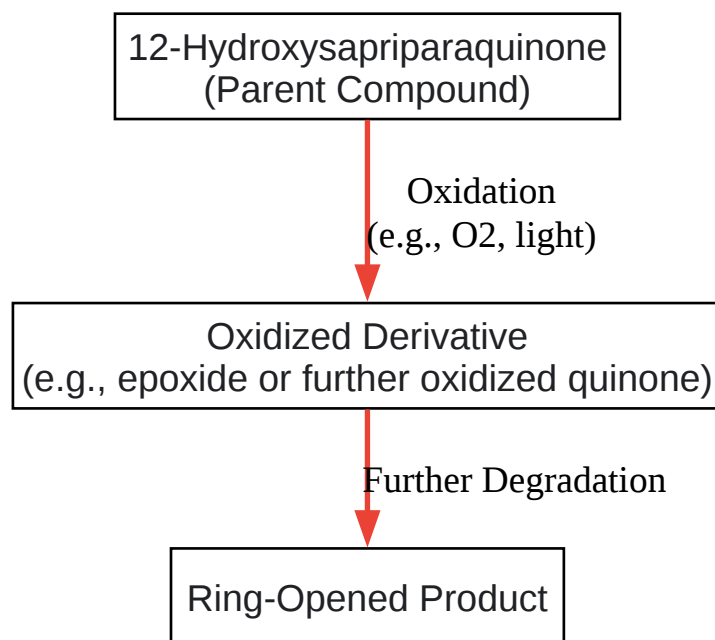 12-Hydroxysapriparaquinone
(Parent Compound)
Oxidation
(e.g., O2, light)
Oxidized Derivative
(e.g., epoxide or further oxidized quinone)
Further Degradation
Ring-Opened Product